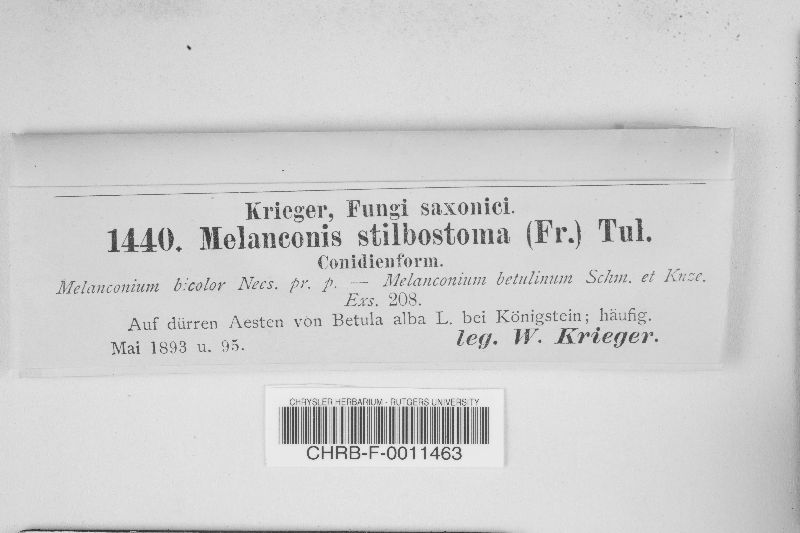 Krieger, Fungi saxonici.
1440. Melanconis stilbostoma (Fr.) Tul.
Conidienform.
Melanconium bicolor Nees. pr. p. — Melanconium betulinum Schm. et Knze.
Exs. 208.
Auf dürren Aesten von Betula alba L. bei Königstein; häufig.
Mai 1893 u. 95.
leg. W. Krieger.
CHRYSLER HERBARIUM - RUTGERS UNIVERSITY
CHRB-F-0011463